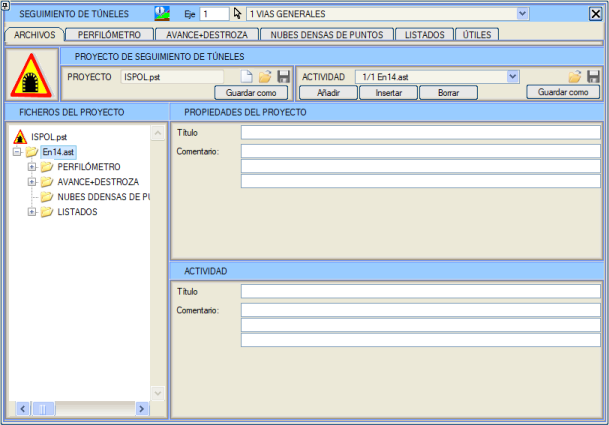 SEGUIMIENTO DE TÚNELES Eje 1 1 VIAS GENERALES
ARCHIVOS PERFILÓMETRO AVANCE+DESTROZA NUBES DENSAS DE PUNTOS LISTADOS ÚTILES
PROYECTO DE SEGUIMIENTO DE TÚNELES
PROYECTO ISPOL.pst ACTIVIDAD 1/1 En14.ast
Guardar como Añadir Insertar Borrar Guardar como
FICHEROS DEL PROYECTO PROPIEDADES DEL PROYECTO
ISPOL.pst
En14.ast
PERFILÓMETRO
AVANCE+DESTROZA
NUBES DDENSAS DE PU
LISTADOS
Título
Comentario:
ACTIVIDAD
Título
Comentario: